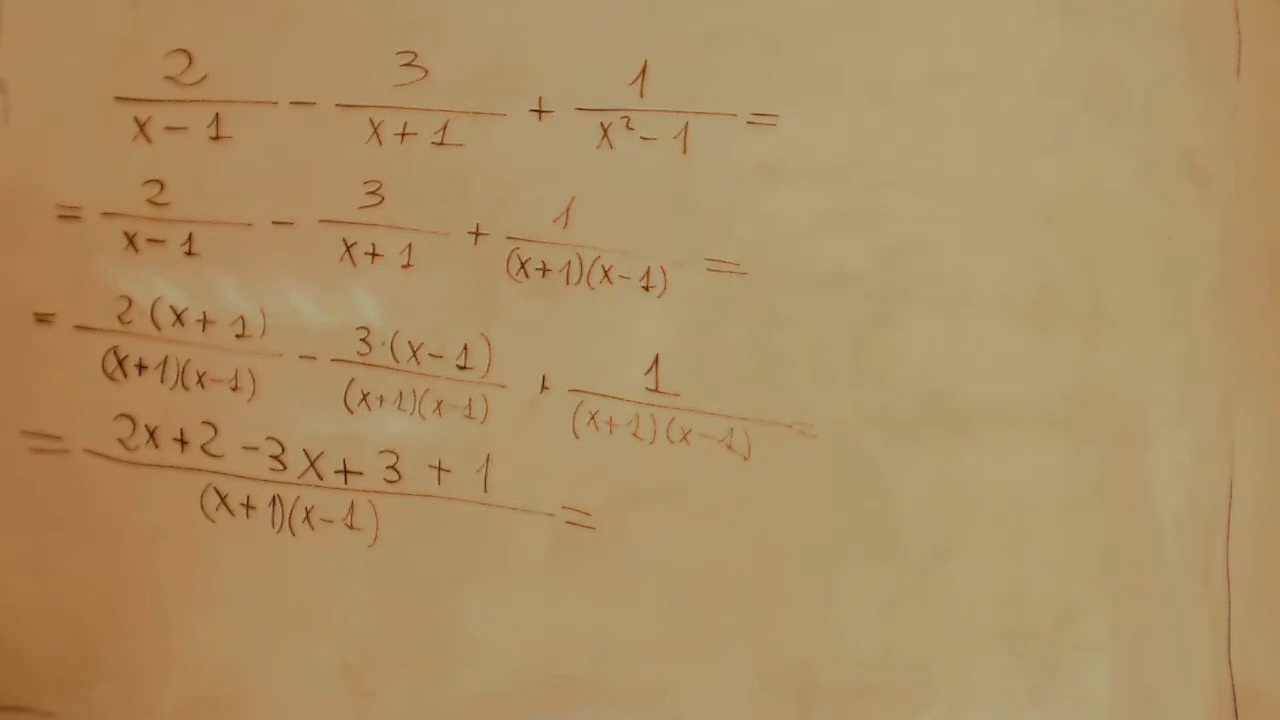 2/(x-1) - 3/(x+1) + 1/(x²-1) =
= 2/(x-1) - 3/(x+1) + 1/((x+1)(x-1)) =
= 2·(x+1)/((x+1)(x-1)) - 3·(x-1)/((x+1)(x-1)) + 1/((x+1)(x-1)) =
= (2x+2-3x+3+1)/((x+1)(x-1)) =